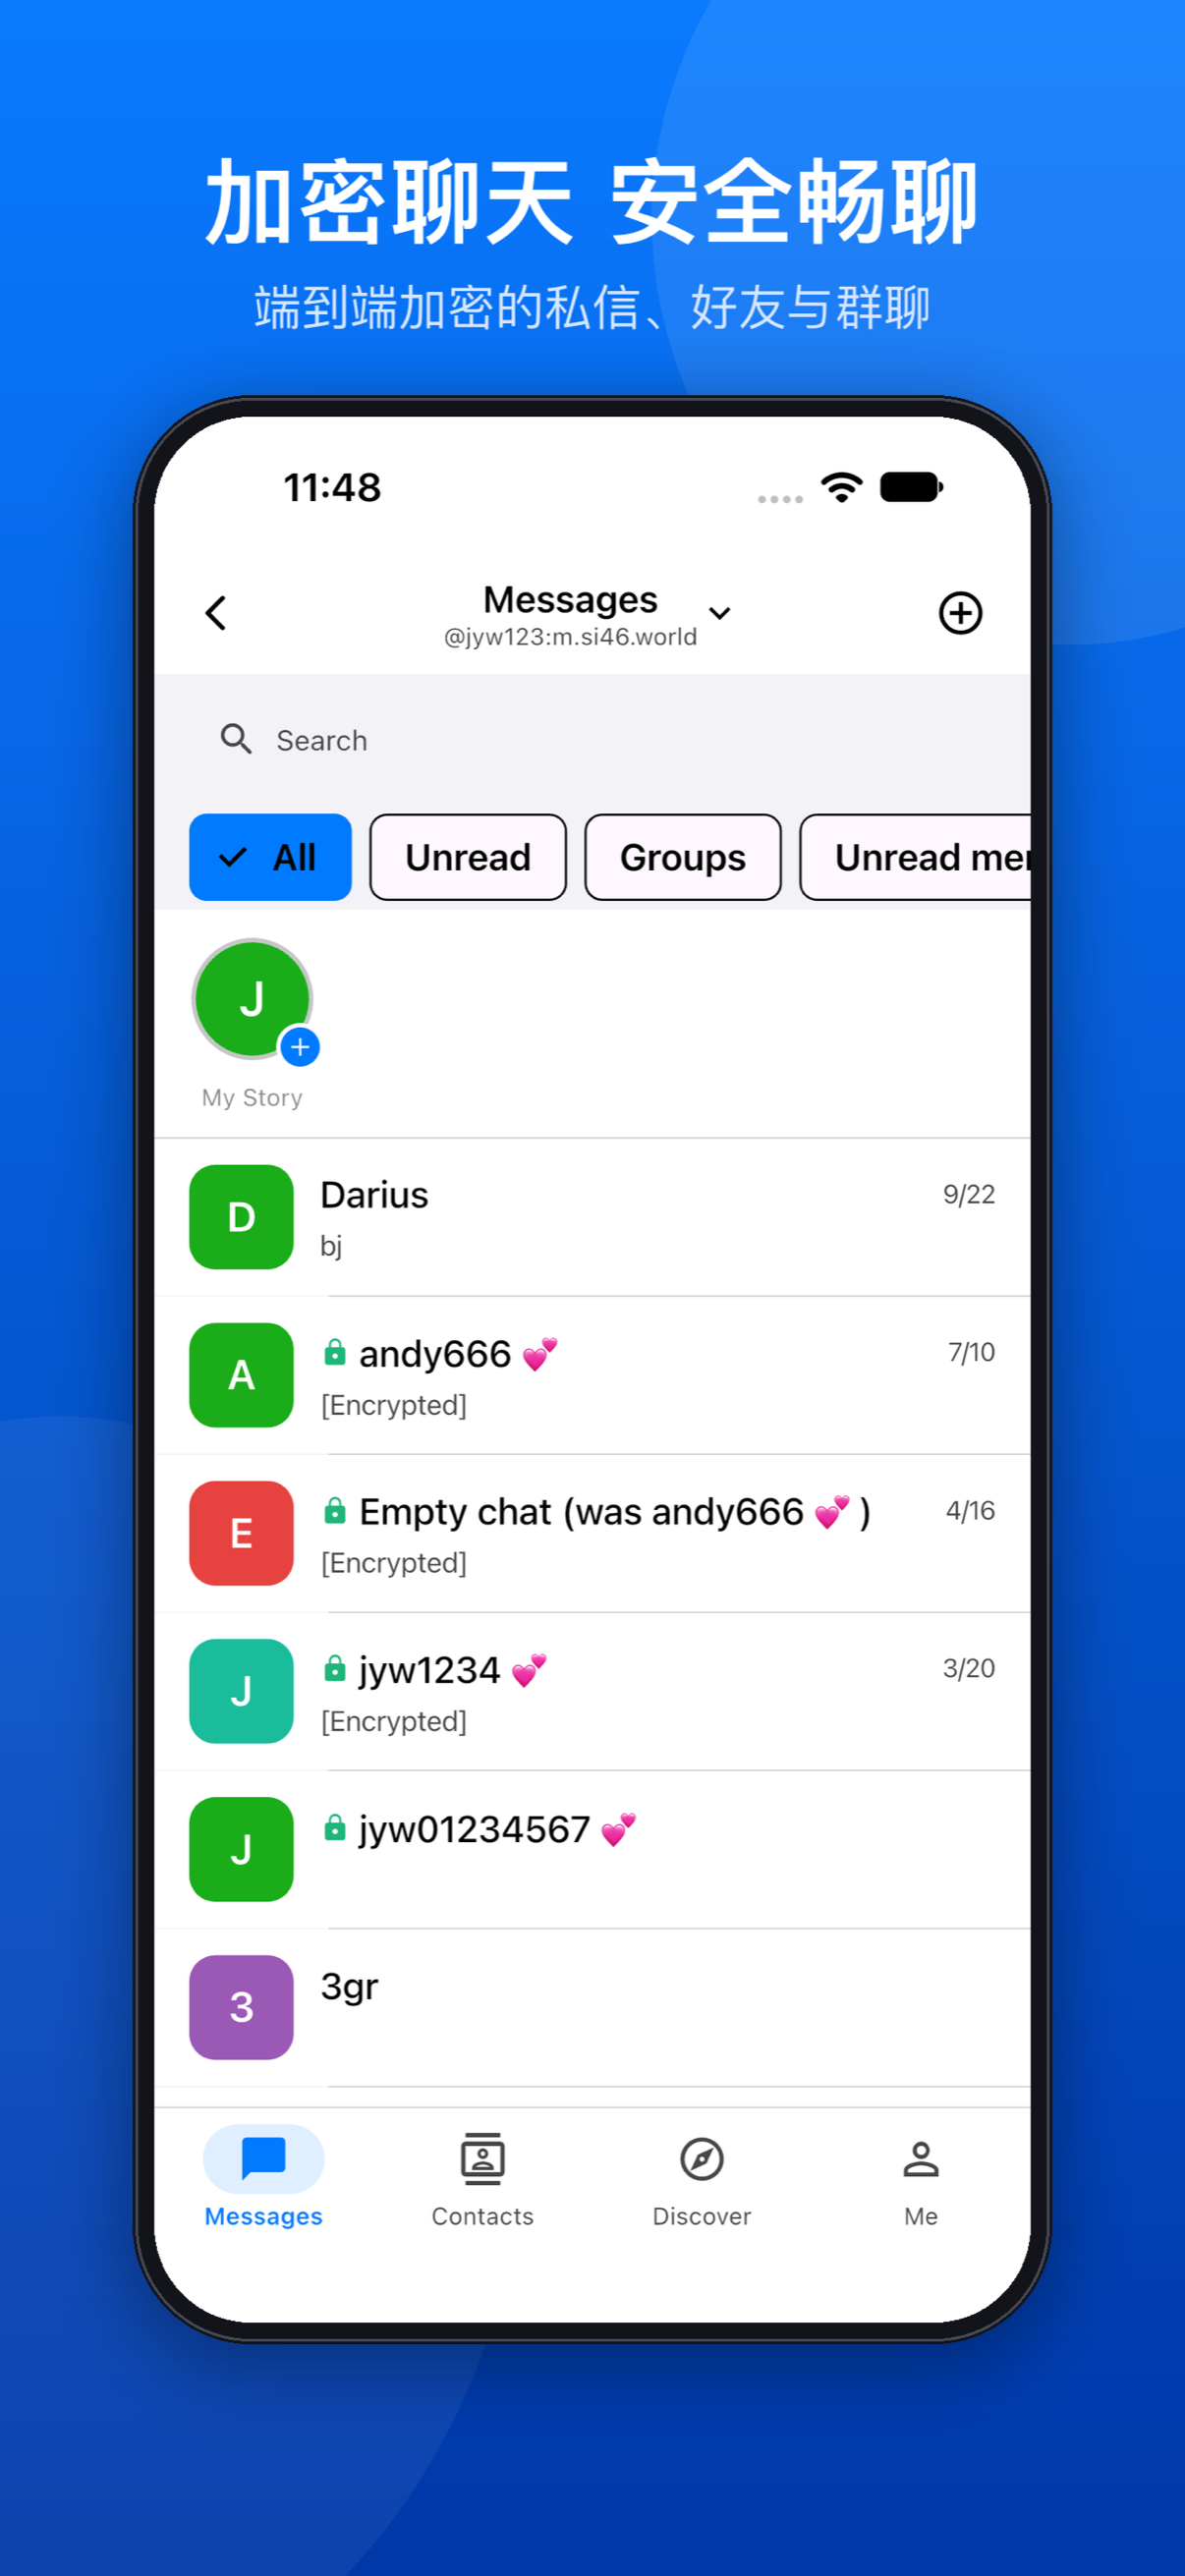 加密聊天 安全畅聊
端到端加密的私信、好友与群聊
11:48
Messages
@jyw123:m.si46.world
Search
All Unread Groups Unread mer
J
My Story
D Darius 9/22
bj
A andy666 💕 7/10
[Encrypted]
E Empty chat (was andy666 💕 ) 4/16
[Encrypted]
J jyw1234 💕 3/20
[Encrypted]
J jyw01234567 💕
3 3gr
Messages Contacts Discover Me